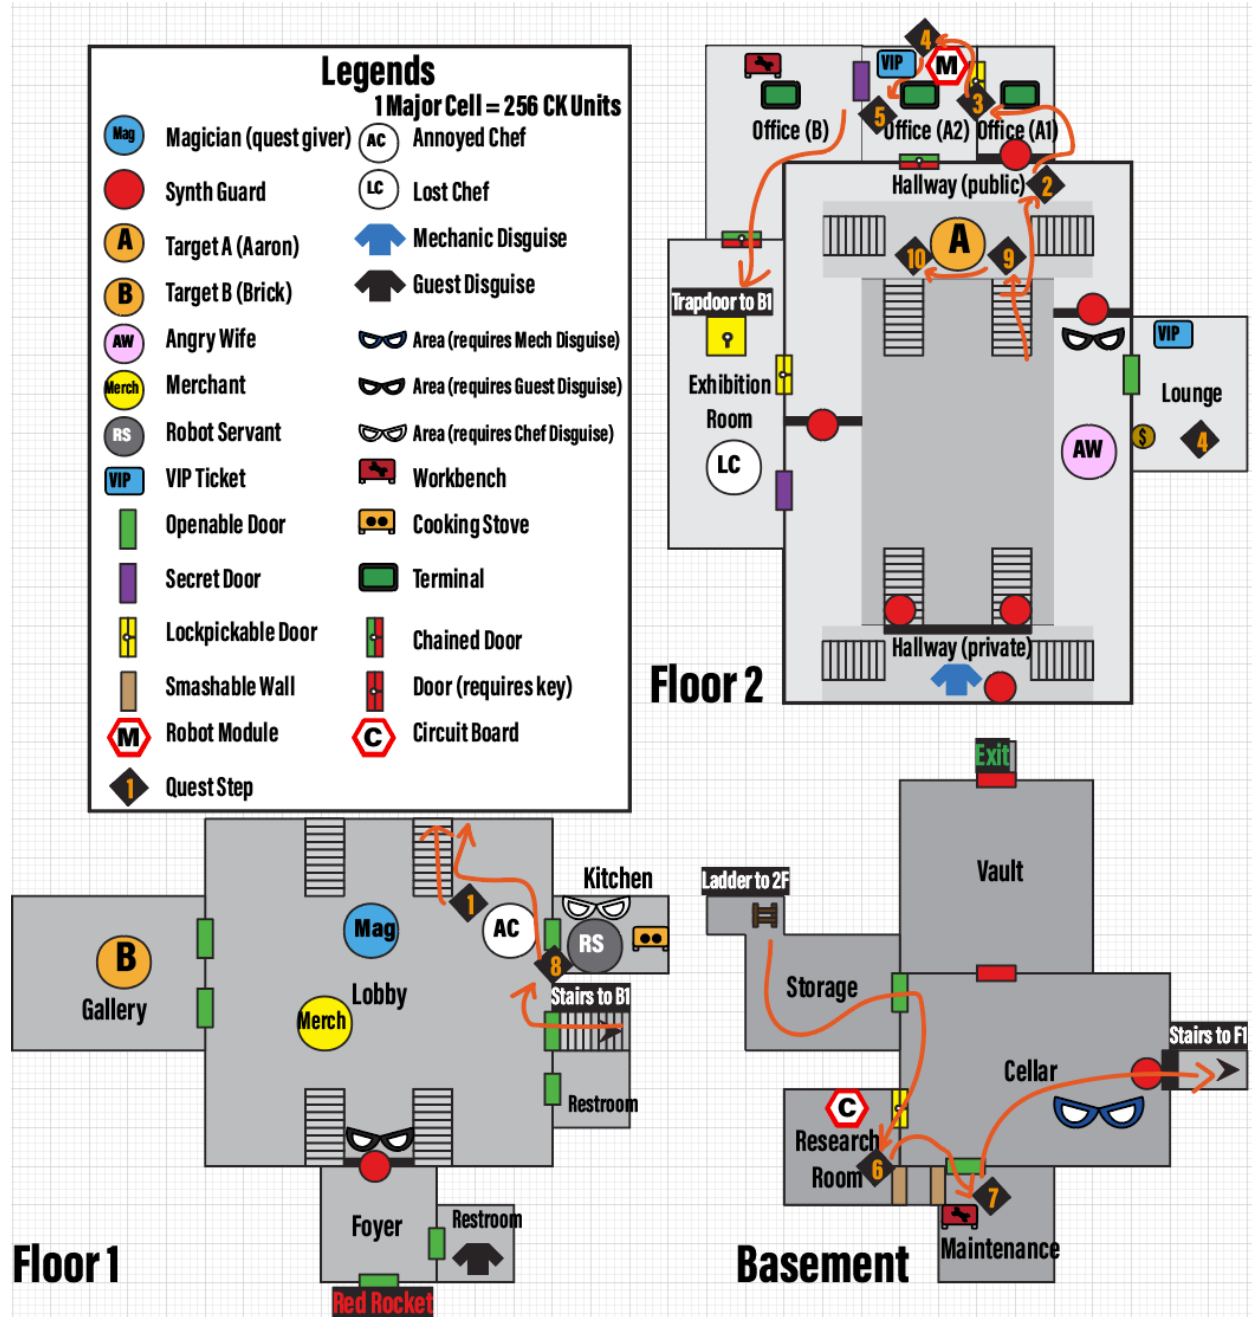 Legends
1 Major Cell = 256 CK Units
Mag
Magician (quest giver)
AC
Annoyed Chef
Synth Guard
LC
Lost Chef
A
Target A (Aaron)
Mechanic Disguise
B
Target B (Brick)
Guest Disguise
AW
Angry Wife
Area (requires Mech Disguise)
Merch
Merchant
Area (requires Guest Disguise)
RS
Robot Servant
Area (requires Chef Disguise)
VIP
VIP Ticket
Workbench
Openable Door
Cooking Stove
Secret Door
Terminal
Lockpickable Door
Chained Door
Smashable Wall
Door (requires key)
M
Robot Module
C
Circuit Board
1
Quest Step
4
VIP
M
5
3
Office (B)
Office (A2)
Office (A1)
Hallway (public)
2
A
10
9
Trapdoor to B1
VIP
Exhibition
Room
Lounge
$
4
LC
AW
Hallway (private)
Floor 2
Kitchen
1
Mag
AC
RS
B
8
Gallery
Lobby
Stairs to B1
Merch
Restroom
Foyer
Restroom
Floor 1
Red Rocket
Exit
Vault
Ladder to 2F
Storage
Stairs to F1
Cellar
C
Research
Room
6
7
Maintenance
Basement